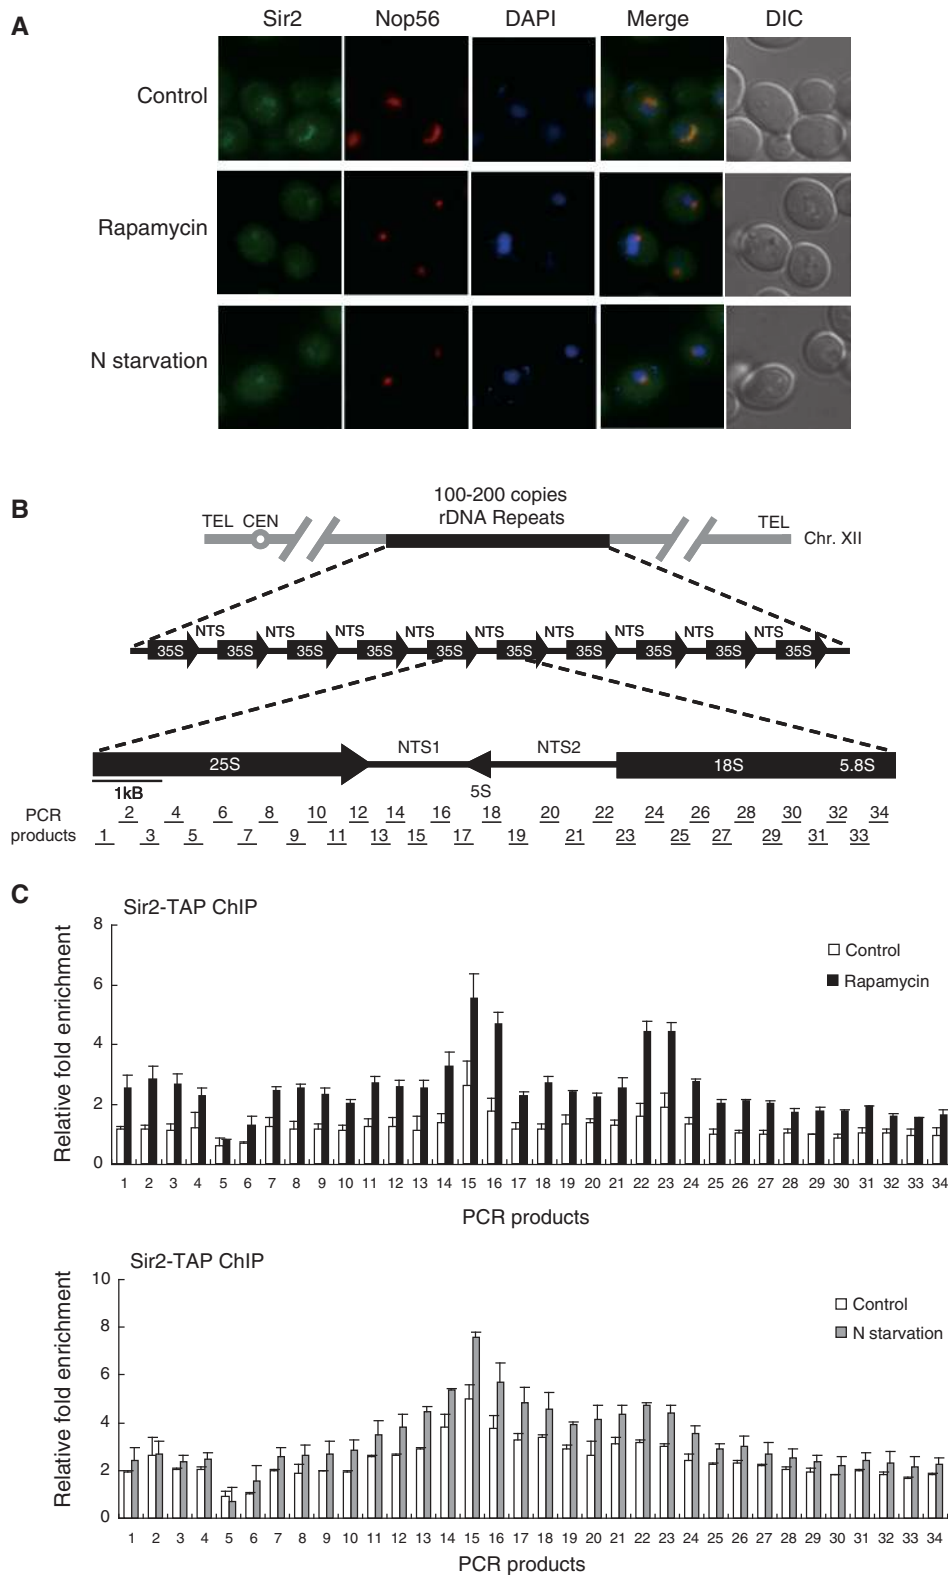 A
Sir2 Nop56 DAPI Merge DIC
Control
Rapamycin
N starvation
B
100-200 copies
rDNA Repeats
TEL CEN TEL
Chr. XII
NTS NTS NTS NTS NTS NTS NTS NTS NTS
35S 35S 35S 35S 35S 35S 35S 35S 35S 35S
NTS1 NTS2
25S 18S 5.8S
1kB 5S
PCR
products
2 4 6 8 10 12 14 16 18 20 22 24 26 28 30 32 34
1 3 5 7 9 11 13 15 17 19 21 23 25 27 29 31 33
C
Sir2-TAP ChIP
Relative fold enrichment
8
6
4
2
0
Control
Rapamycin
1 2 3 4 5 6 7 8 9 10 11 12 13 14 15 16 17 18 19 20 21 22 23 24 25 26 27 28 29 30 31 32 33 34
PCR products
Sir2-TAP ChIP
Relative fold enrichment
10
8
6
4
2
0
Control
N starvation
1 2 3 4 5 6 7 8 9 10 11 12 13 14 15 16 17 18 19 20 21 22 23 24 25 26 27 28 29 30 31 32 33 34
PCR products